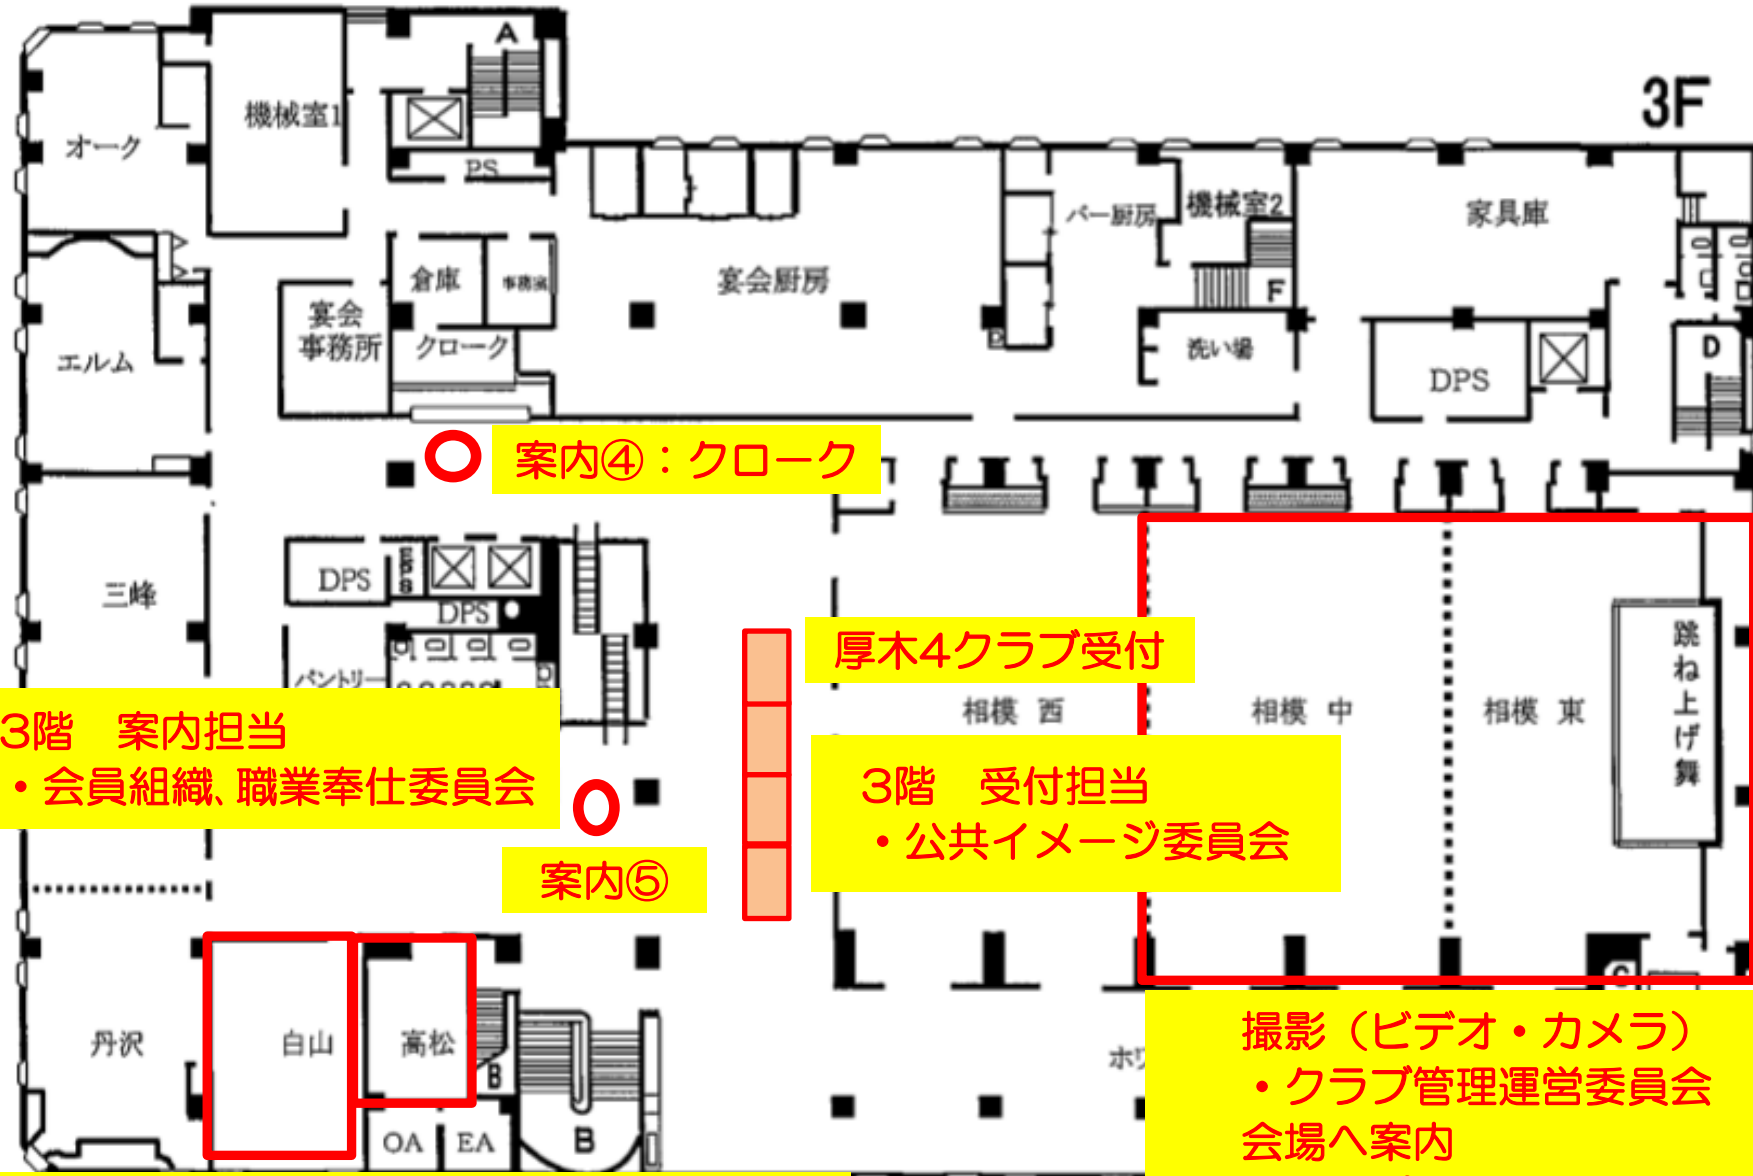 3F
A
機械室1
オーク
PS
バー厨房
機械室2
家具庫
倉庫
事務室
宴会厨房
F
宴会
事務所
クローク
エルム
洗い場
DPS
D
案内④：クローク
三峰
DPS
EPS
DPS
パントリー
厚木4クラブ受付
相模 西
相模 中
相模 東
跳ね上げ舞
3階　案内担当
・会員組織、職業奉仕委員会
3階　受付担当
・公共イメージ委員会
案内⑤
丹沢
白山
高松
B
B
OA
EA
C
撮影（ビデオ・カメラ）
・クラブ管理運営委員会
会場へ案内